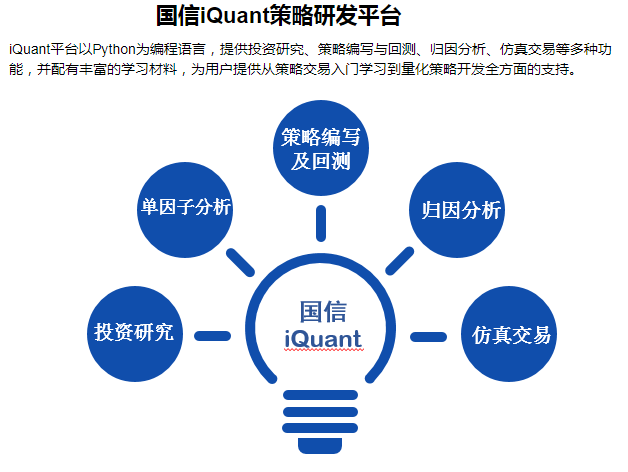 国信iQuant策略研发平台
iQuant平台以Python为编程语言，提供投资研究、策略编写与回测、归因分析、仿真交易等多种功
能，并配有丰富的学习材料，为用户提供从策略交易入门学习到量化策略开发全方面的支持。
策略编写
及回测
单因子分析
归因分析
国信
iQuant
投资研究
仿真交易